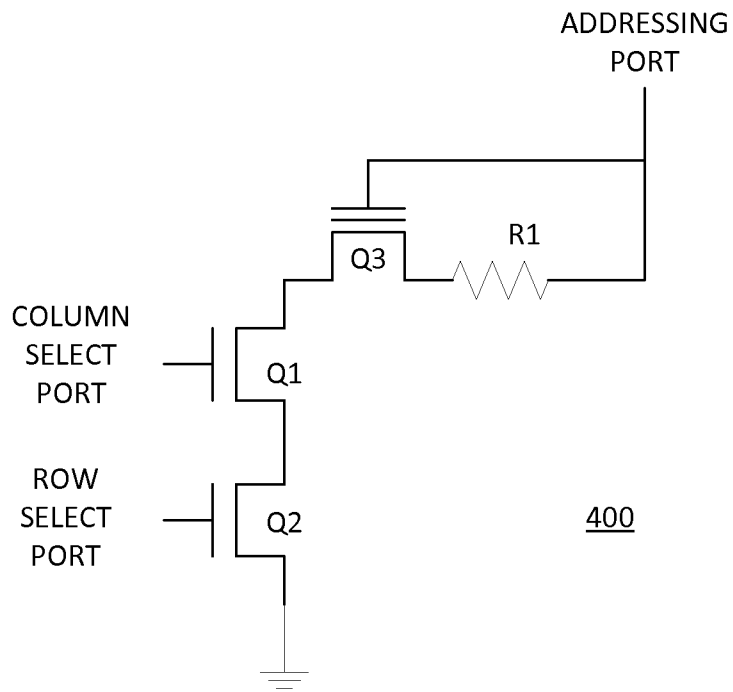 ADDRESSING
PORT
R1
Q3
COLUMN
SELECT
PORT
Q1
ROW
SELECT
PORT
Q2
400